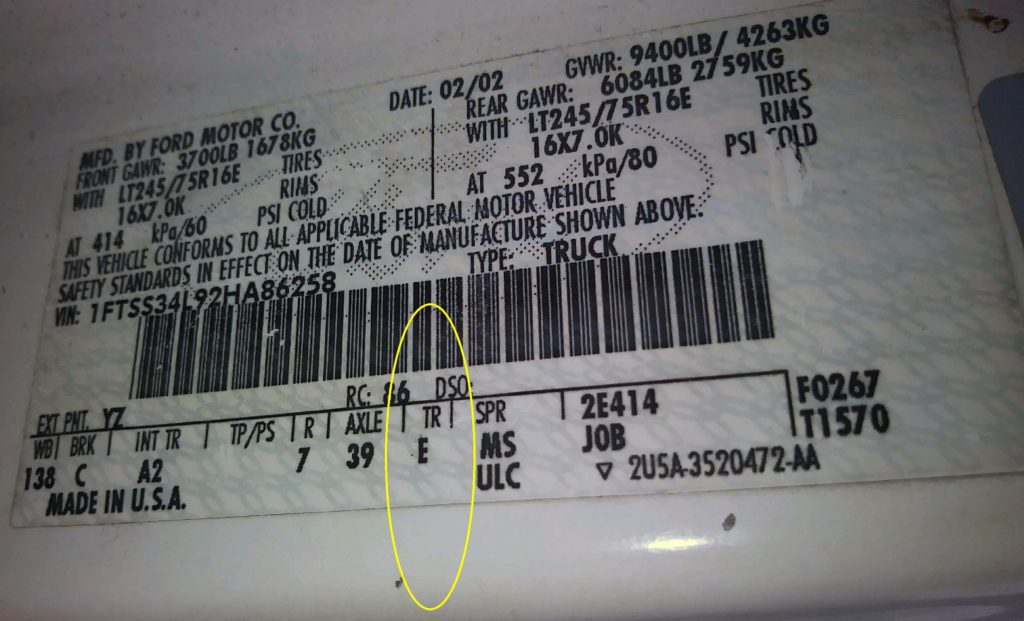 MFD. BY FORD MOTOR CO.
DATE: 02/02
GVWR: 9400LB/ 4263KG
FRONT GAWR: 3700LB 1678KG
REAR GAWR: 6084LB 2759KG
WITH LT245/75R16E TIRES
WITH LT245/75R16E TIRES
16X7.0K RIMS
16X7.0K RIMS
AT 414 kPa/60 PSI COLD
AT 552 kPa/80 PSI COLD
THIS VEHICLE CONFORMS TO ALL APPLICABLE FEDERAL MOTOR VEHICLE
SAFETY STANDARDS IN EFFECT ON THE DATE OF MANUFACTURE SHOWN ABOVE.
VIN: 1FTSS34L92HA86258
TYPE: TRUCK
EXT PNT. YZ RC: 86 DSO:
WB BRK INT TR TP/PS R AXLE TR SPR
138 C A2 7 39 E
MS
ULC
2E414
JOB
▽ 2U5A-3520472-AA
F0267
T1570
MADE IN U.S.A.